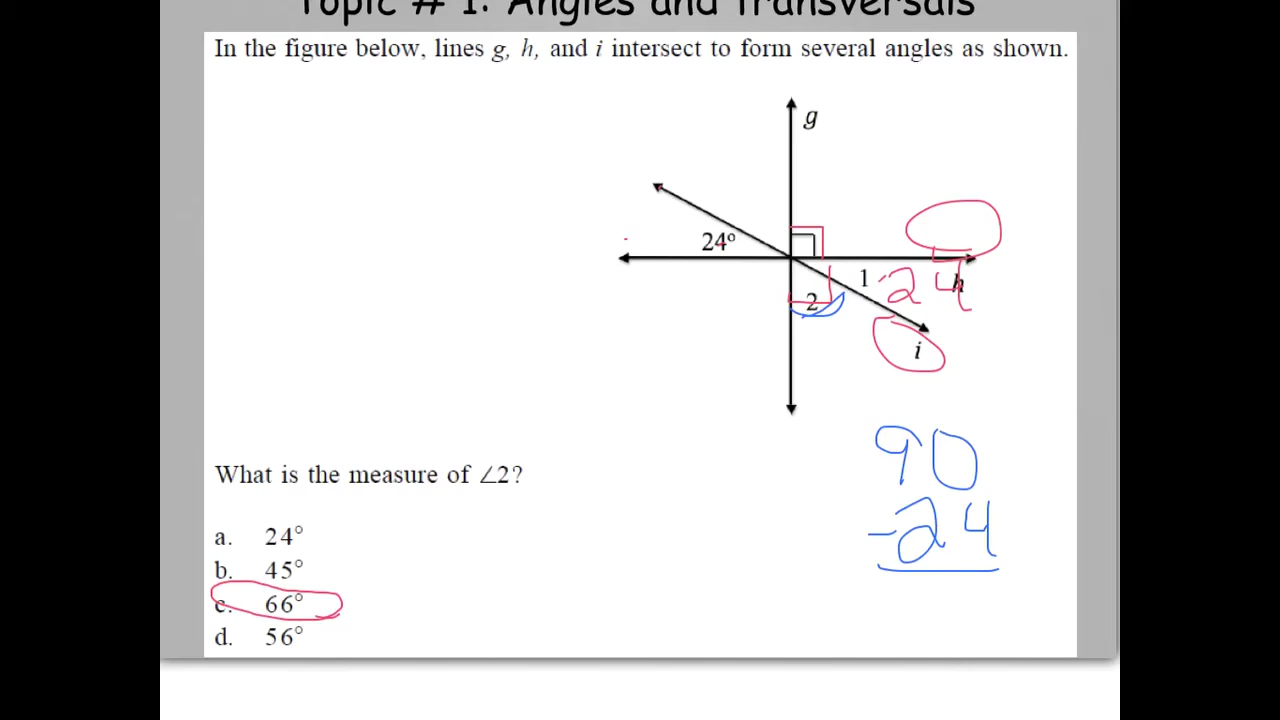 Topic # 1: Angles and Transversals
In the figure below, lines g, h, and i intersect to form several angles as shown.
g
24°
1
24
h
2
i
90
-24
What is the measure of ∠2?
a. 24°
b. 45°
c. 66°
d. 56°